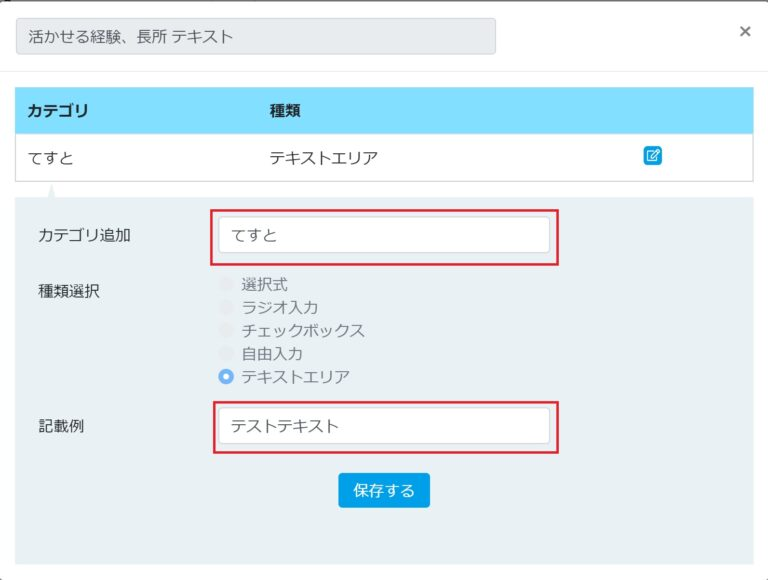 活かせる経験、長所 テキスト
×
カテゴリ 種類
てすと テキストエリア
カテゴリ追加 てすと
種類選択 選択式
ラジオ入力
チェックボックス
自由入力
テキストエリア
記載例 テストテキスト
保存する